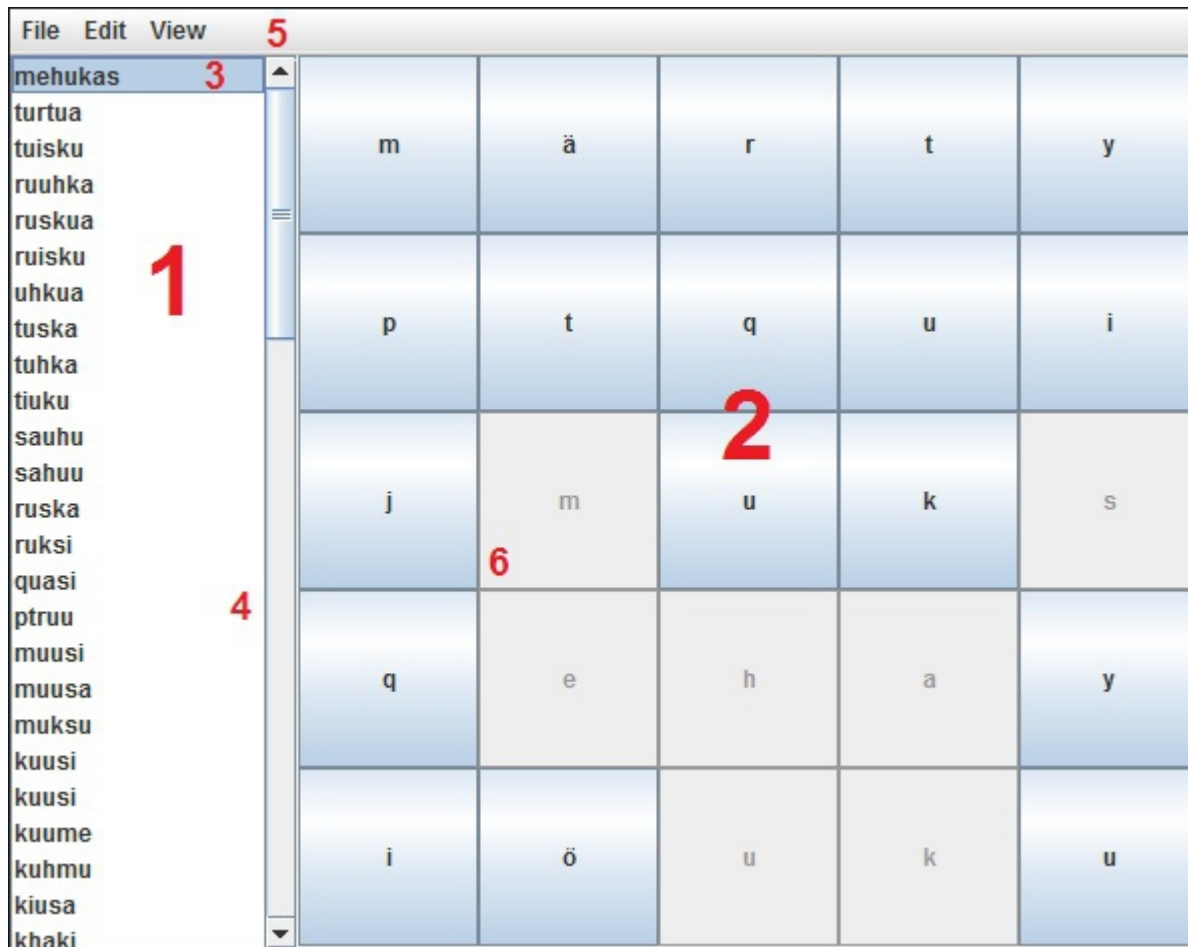 File Edit View 5
mehukas 3
turtua
tuisku
ruuhka
ruskua
ruisku
uhkua
tuska
tuhka
tiuku
sauhu
sahuu
ruska
ruksi
quasi
ptruu
muusi
muusa
muksu
kuusi
kuusi
kuume
kuhmu
kiusa
khaki
1
4
m ä r t y
p t q u i
2
j m u k s
6
q e h a y
i ö u k u